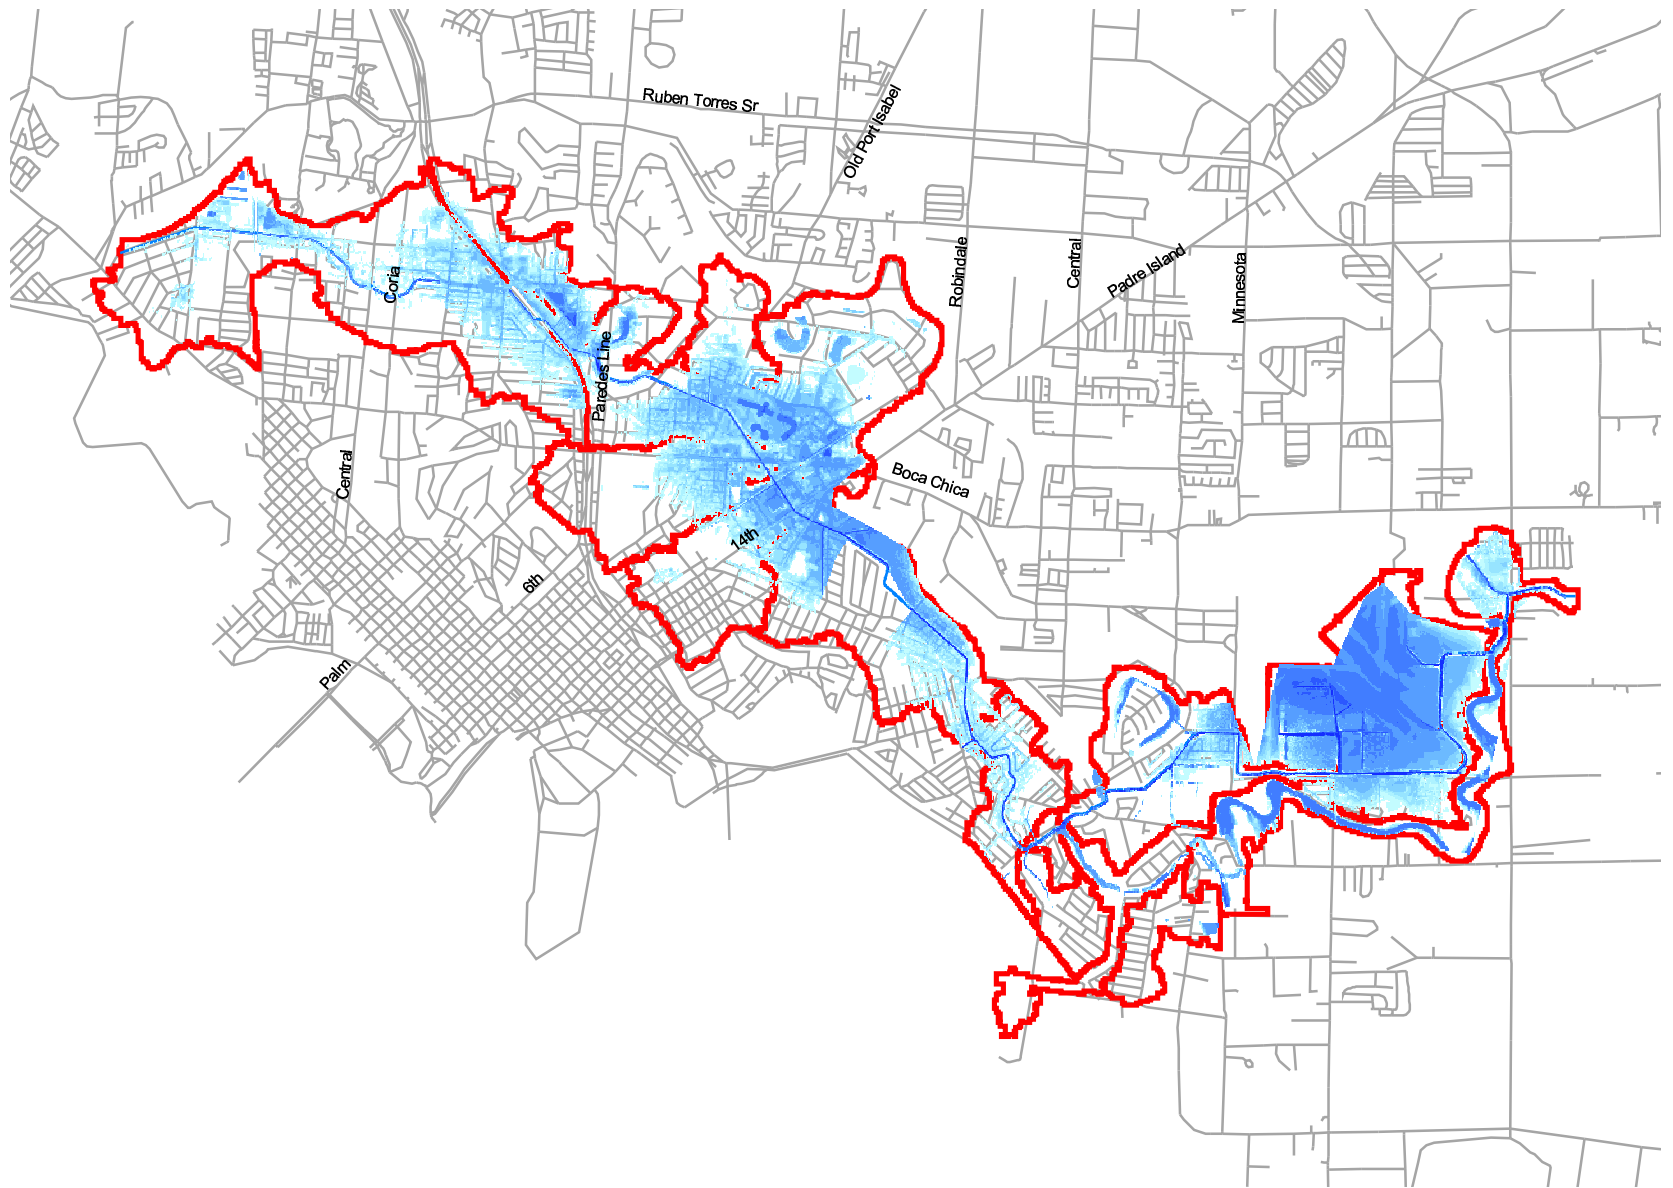 Ruben Torres Sr
Old Port Isabel
Robindale
Central
Padre Island
Minnesota
Coria
Paredes Line
Central
Boca Chica
14th
6th
Palm